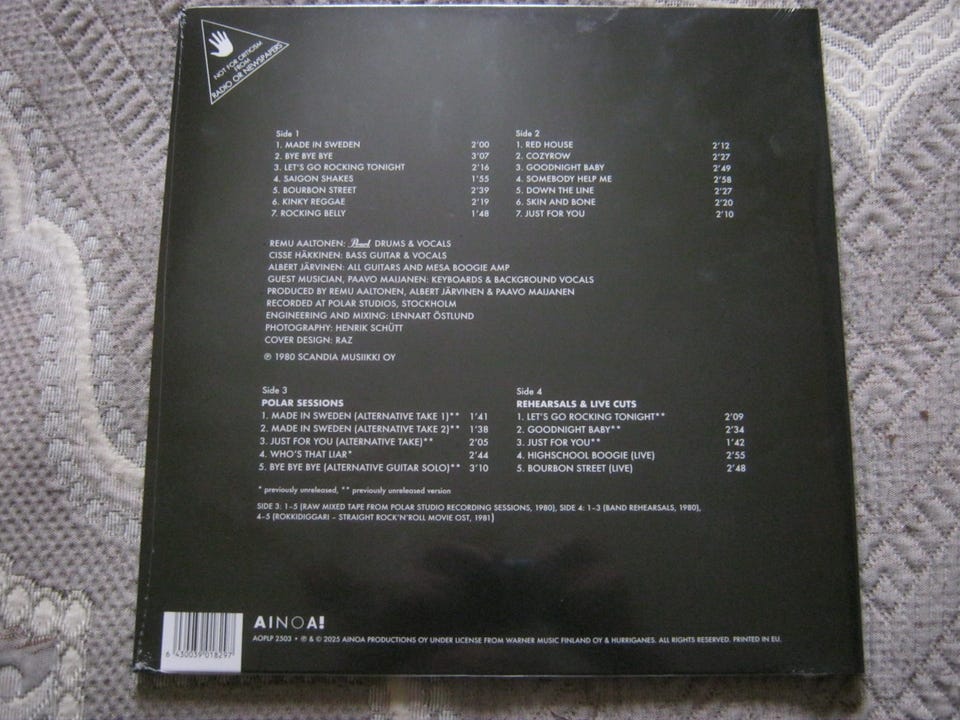 NOT FOR CRITICISM
FROM
RADIO OR NEWSPAPERS
Side 1
1. MADE IN SWEDEN 2'00
2. BYE BYE BYE 3'07
3. LET'S GO ROCKING TONIGHT 2'16
4. SAIGON SHAKES 1'55
5. BOURBON STREET 2'39
6. KINKY REGGAE 2'19
7. ROCKING BELLY 1'48
Side 2
1. RED HOUSE 2'12
2. COZYROW 2'27
3. GOODNIGHT BABY 2'49
4. SOMEBODY HELP ME 2'58
5. DOWN THE LINE 2'27
6. SKIN AND BONE 2'20
7. JUST FOR YOU 2'10
REMU AALTONEN: Pearl DRUMS & VOCALS
CISSE HÄKKINEN: BASS GUITAR & VOCALS
ALBERT JÄRVINEN: ALL GUITARS AND MESA BOOGIE AMP
GUEST MUSICIAN, PAAVO MAIJANEN: KEYBOARDS & BACKGROUND VOCALS
PRODUCED BY REMU AALTONEN, ALBERT JÄRVINEN & PAAVO MAIJANEN
RECORDED AT POLAR STUDIOS, STOCKHOLM
ENGINEERING AND MIXING: LENNART ÖSTLUND
PHOTOGRAPHY: HENRIK SCHÜTT
COVER DESIGN: RAZ
℗ 1980 SCANDIA MUSIIKKI OY
Side 3
POLAR SESSIONS
1. MADE IN SWEDEN (ALTERNATIVE TAKE 1)** 1'41
2. MADE IN SWEDEN (ALTERNATIVE TAKE 2)** 1'38
3. JUST FOR YOU (ALTERNATIVE TAKE)** 2'05
4. WHO'S THAT LIAR* 2'44
5. BYE BYE BYE (ALTERNATIVE GUITAR SOLO)** 3'10
Side 4
REHEARSALS & LIVE CUTS
1. LET'S GO ROCKING TONIGHT** 2'09
2. GOODNIGHT BABY** 2'34
3. JUST FOR YOU** 1'42
4. HIGHSCHOOL BOOGIE (LIVE) 2'55
5. BOURBON STREET (LIVE) 2'48
* previously unreleased, ** previously unreleased version
SIDE 3: 1–5 (RAW MIXED TAPE FROM POLAR STUDIO RECORDING SESSIONS, 1980), SIDE 4: 1–3 (BAND REHEARSALS, 1980),
4–5 (ROKKIDIGGARI – STRAIGHT ROCK'N'ROLL MOVIE OST, 1981)
AINOA!
AOPLP 2503 • ℗ & © 2025 AINOA PRODUCTIONS OY UNDER LICENSE FROM WARNER MUSIC FINLAND OY & HURRIGANES. ALL RIGHTS RESERVED. PRINTED IN EU.
6 430039 018297